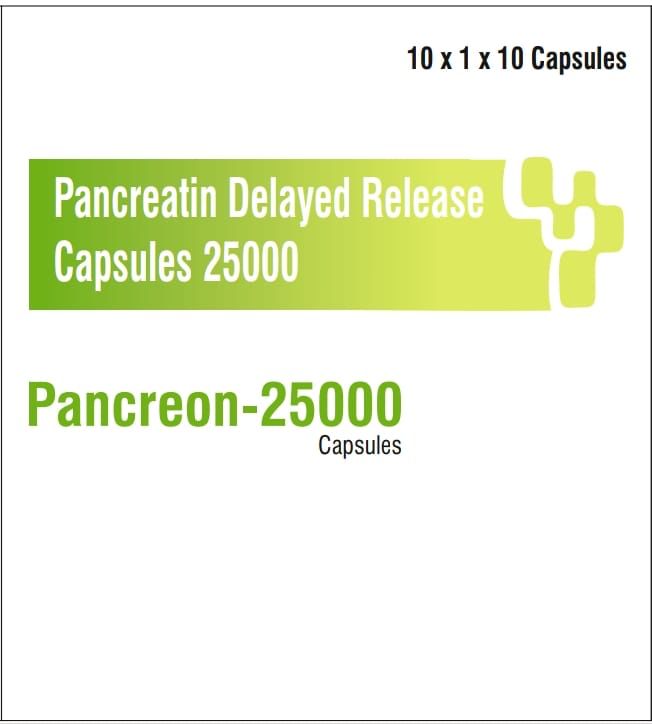 10 x 1 x 10 Capsules
Pancreatin Delayed Release
Capsules 25000
Pancreon-25000
Capsules